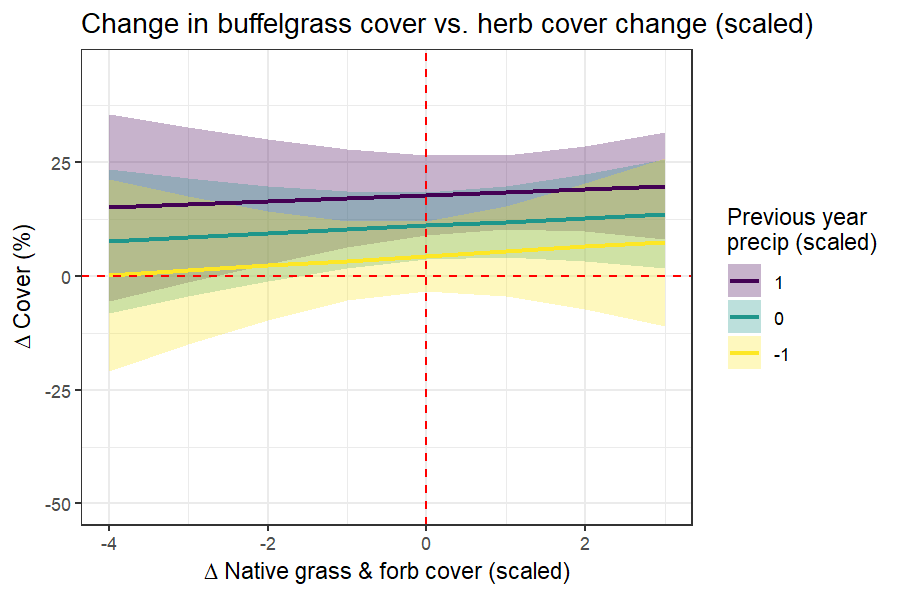 Change in buffelgrass cover vs. herb cover change (scaled)
Δ Cover (%)
25
0
-25
-50
-4
-2
0
2
Δ Native grass & forb cover (scaled)
Previous year
precip (scaled)
1
0
-1